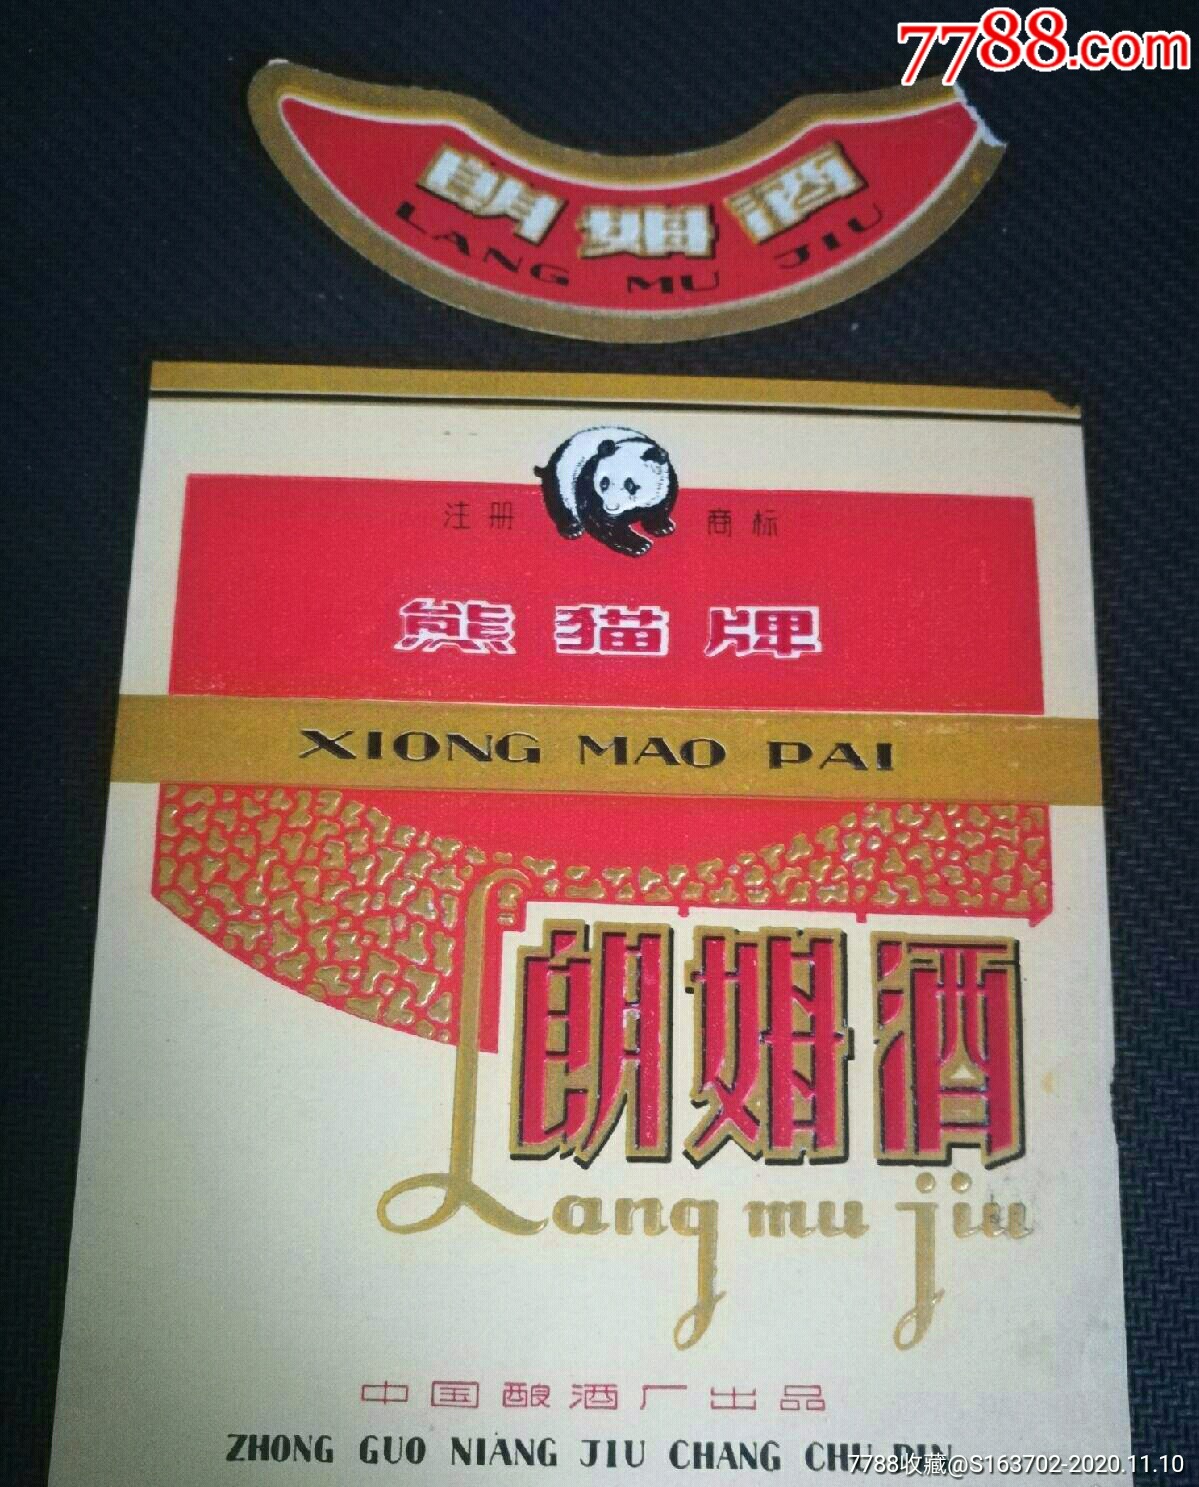 7788.com
朗姆酒
LANG MU JIU
注册 商标
熊猫牌
XIONG MAO PAI
朗姆酒
Lang mu jiu
中国酿酒厂出品
ZHONG GUO NIANG JIU CHANG CHU PIN
7788收藏@S163702-2020.11.10